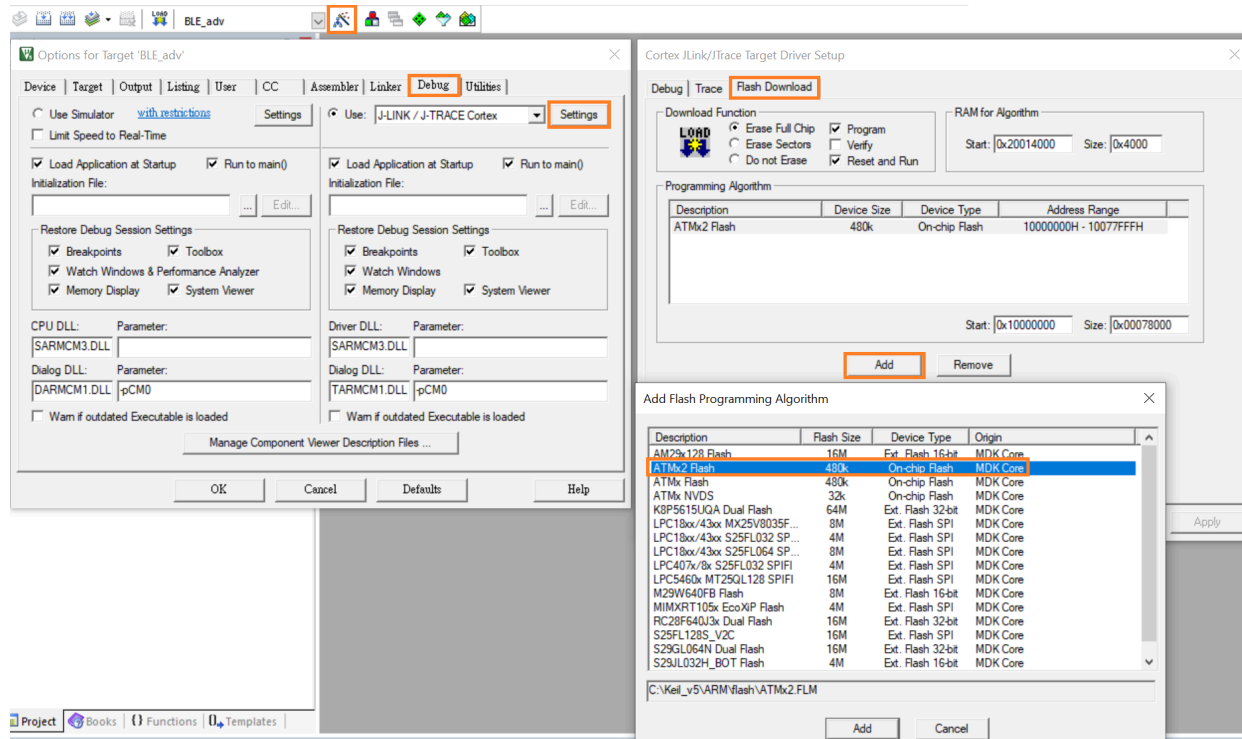 LOAD
BLE_adv
Options for Target 'BLE_adv'
Device Target Output Listing User CC Assembler Linker Debug Utilities
Use Simulator with restrictions Settings
Limit Speed to Real-Time
Load Application at Startup Run to main()
Initialization File:
... Edit...
Restore Debug Session Settings
Breakpoints Toolbox
Watch Windows & Performance Analyzer
Memory Display System Viewer
CPU DLL: Parameter:
SARMCM3.DLL
Dialog DLL: Parameter:
DARMCM1.DLL -pCM0
Warn if outdated Executable is loaded
Use: J-LINK / J-TRACE Cortex Settings
Load Application at Startup Run to main()
Initialization File:
... Edit...
Restore Debug Session Settings
Breakpoints Toolbox
Watch Windows
Memory Display System Viewer
Driver DLL: Parameter:
SARMCM3.DLL
Dialog DLL: Parameter:
TARMCM1.DLL -pCM0
Warn if outdated Executable is loaded
Manage Component Viewer Description Files ...
OK Cancel Defaults Help
Project Books {} Functions Templates
Cortex JLink/JTrace Target Driver Setup
Debug Trace Flash Download
Download Function
LOAD
Erase Full Chip Program
Erase Sectors Verify
Do not Erase Reset and Run
RAM for Algorithm
Start: 0x20014000 Size: 0x4000
Programming Algorithm
Description Device Size Device Type Address Range
ATMx2 Flash 480k On-chip Flash 10000000H - 10077FFFH
Start: 0x10000000 Size: 0x00078000
Add Remove
Apply
Add Flash Programming Algorithm
Description Flash Size Device Type Origin
AM29x128 Flash 16M Ext. Flash 16-bit MDK Core
ATMx2 Flash 480k On-chip Flash MDK Core
ATMx Flash 480k On-chip Flash MDK Core
ATMx NVDS 32k On-chip Flash MDK Core
K8P5615UQA Dual Flash 64M Ext. Flash 32-bit MDK Core
LPC18xx/43xx MX25V8035F... 8M Ext. Flash SPI MDK Core
LPC18xx/43xx S25FL032 SP... 4M Ext. Flash SPI MDK Core
LPC18xx/43xx S25FL064 SP... 8M Ext. Flash SPI MDK Core
LPC407x/8x S25FL032 SPIFI 4M Ext. Flash SPI MDK Core
LPC5460x MT25QL128 SPIFI 16M Ext. Flash SPI MDK Core
M29W640FB Flash 8M Ext. Flash 16-bit MDK Core
MIMXRT105x EcoXiP Flash 4M Ext. Flash SPI MDK Core
RC28F640J3x Dual Flash 16M Ext. Flash 32-bit MDK Core
S25FL128S_V2C 16M Ext. Flash SPI MDK Core
S29GL064N Dual Flash 16M Ext. Flash 32-bit MDK Core
S29JL032H_BOT Flash 4M Ext. Flash 16-bit MDK Core
C:\Keil_v5\ARM\flash\ATMx2.FLM
Add Cancel